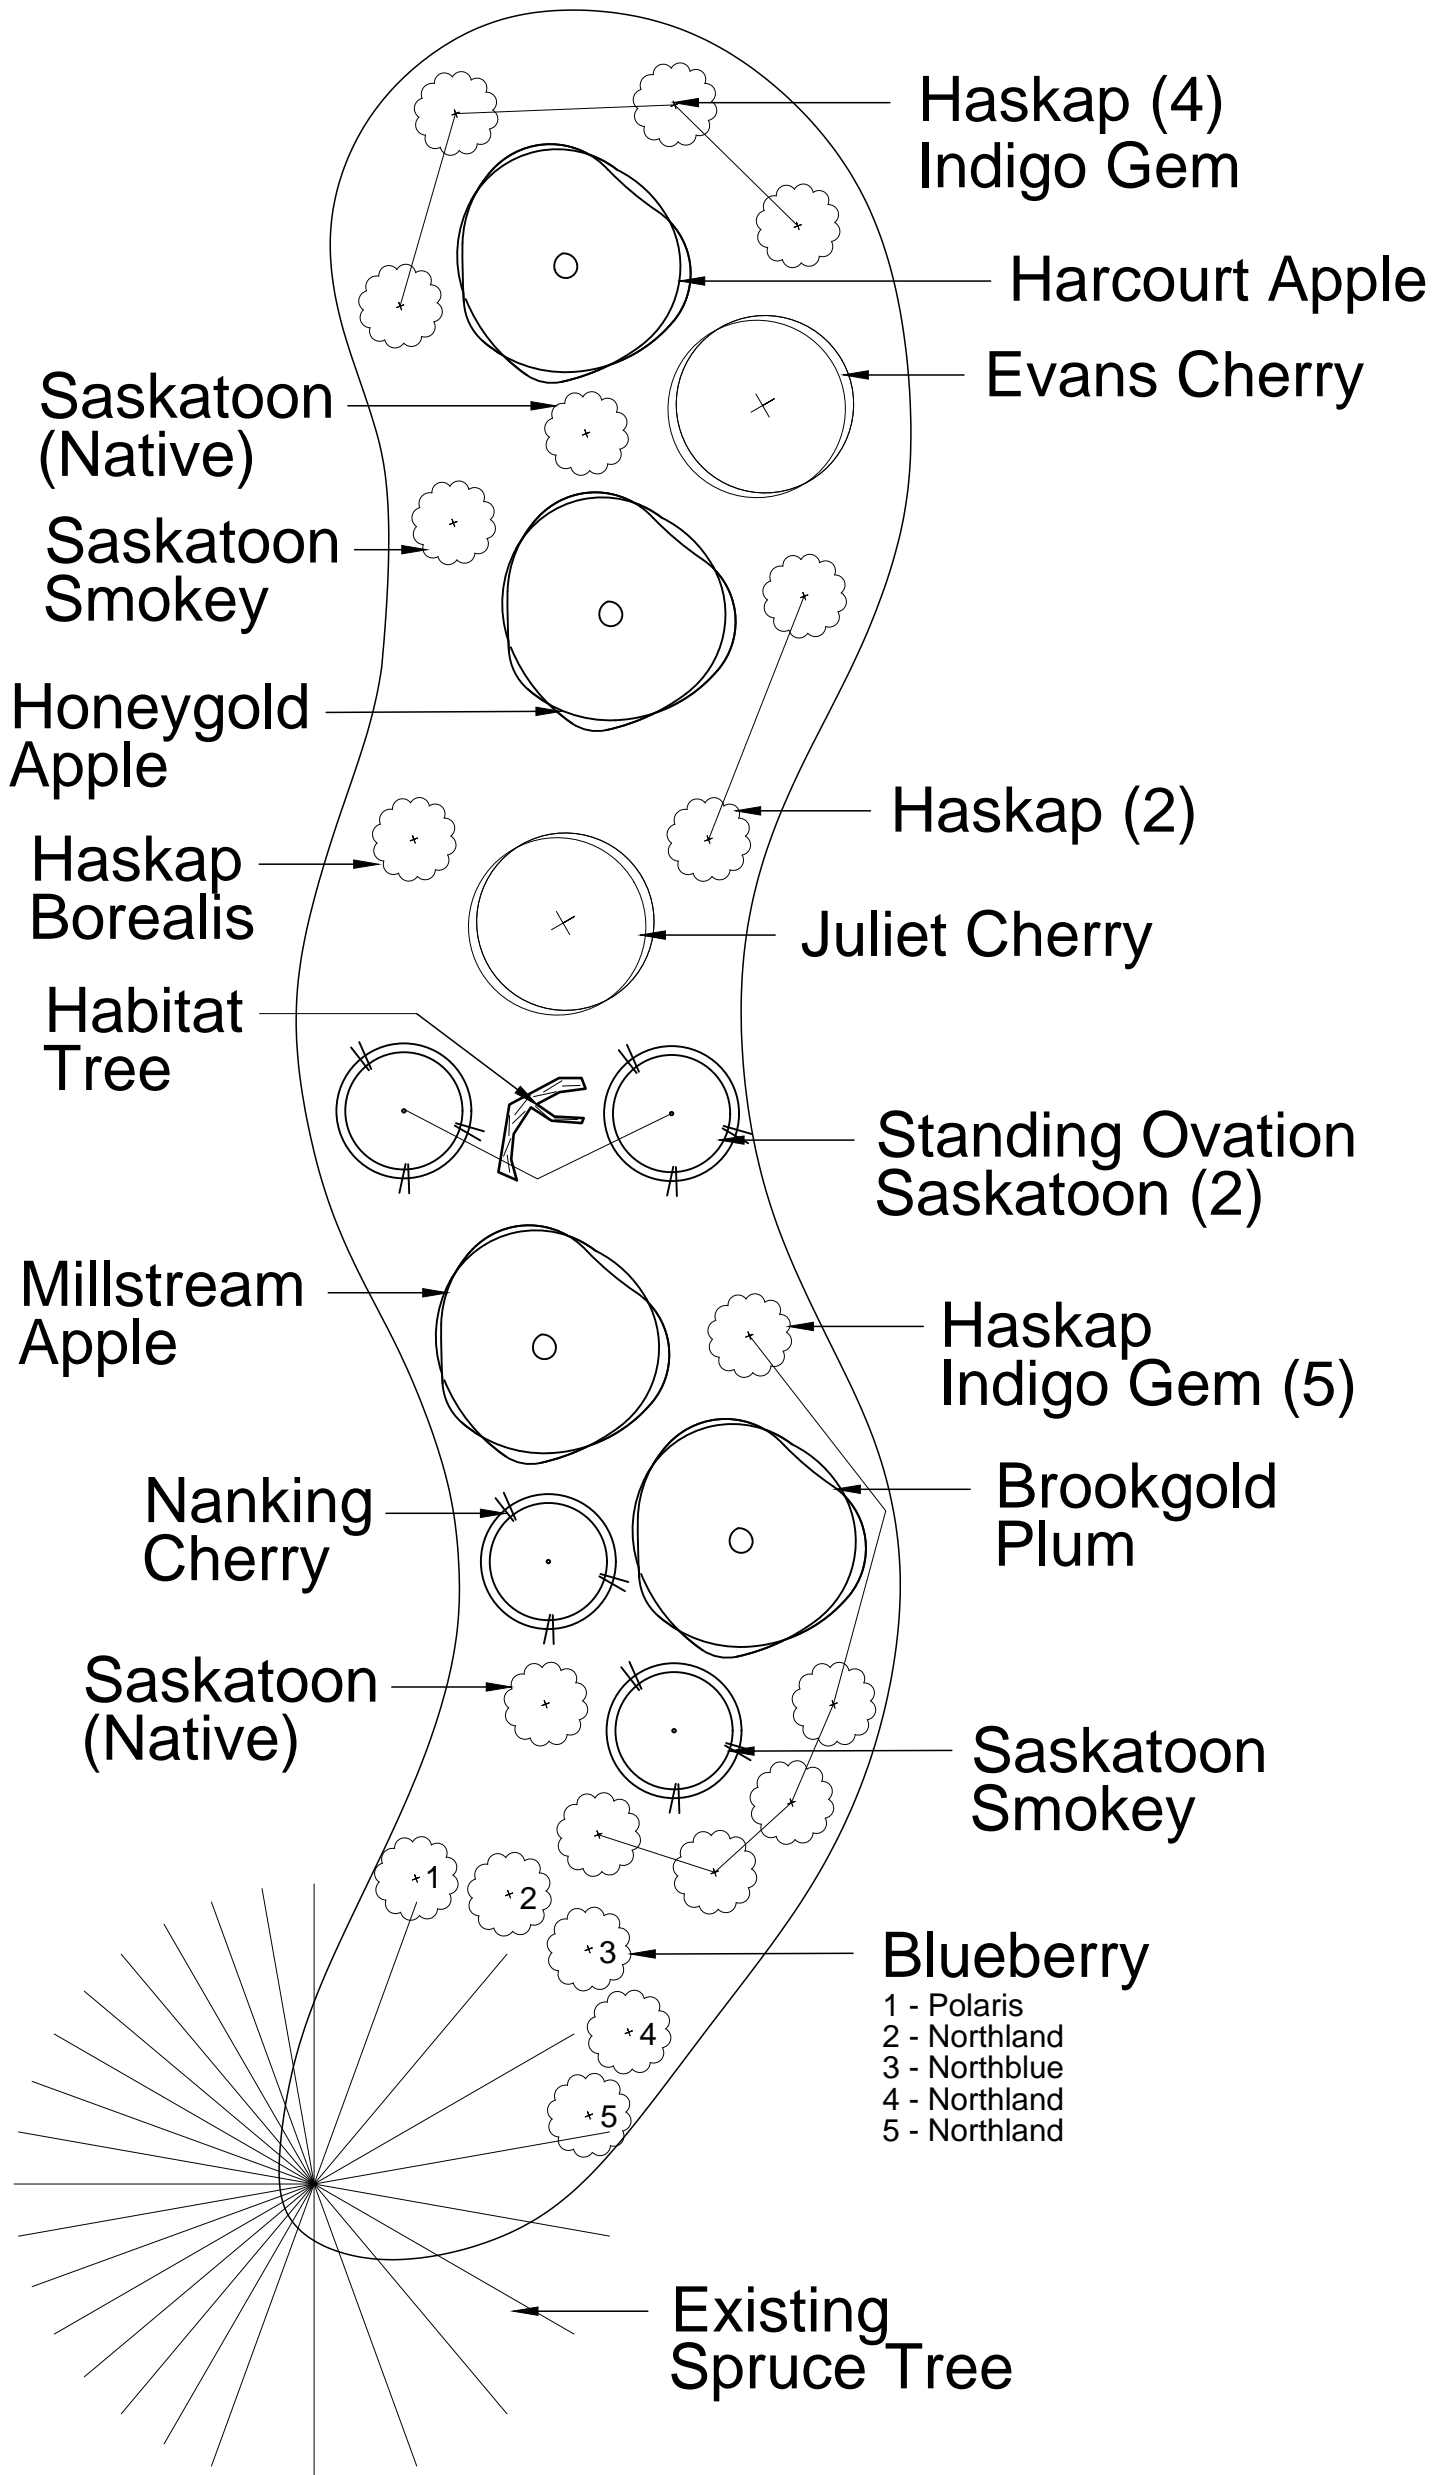 Haskap (4)
Indigo Gem
Harcourt Apple
Evans Cherry
Saskatoon
(Native)
Saskatoon
Smokey
Honeygold
Apple
Haskap (2)
Haskap
Borealis
Juliet Cherry
Habitat
Tree
Standing Ovation
Saskatoon (2)
Millstream
Apple
Haskap
Indigo Gem (5)
Brookgold
Plum
Nanking
Cherry
Saskatoon
(Native)
Saskatoon
Smokey
1
2
3
4
5
Blueberry
1 - Polaris
2 - Northland
3 - Northblue
4 - Northland
5 - Northland
Existing
Spruce Tree